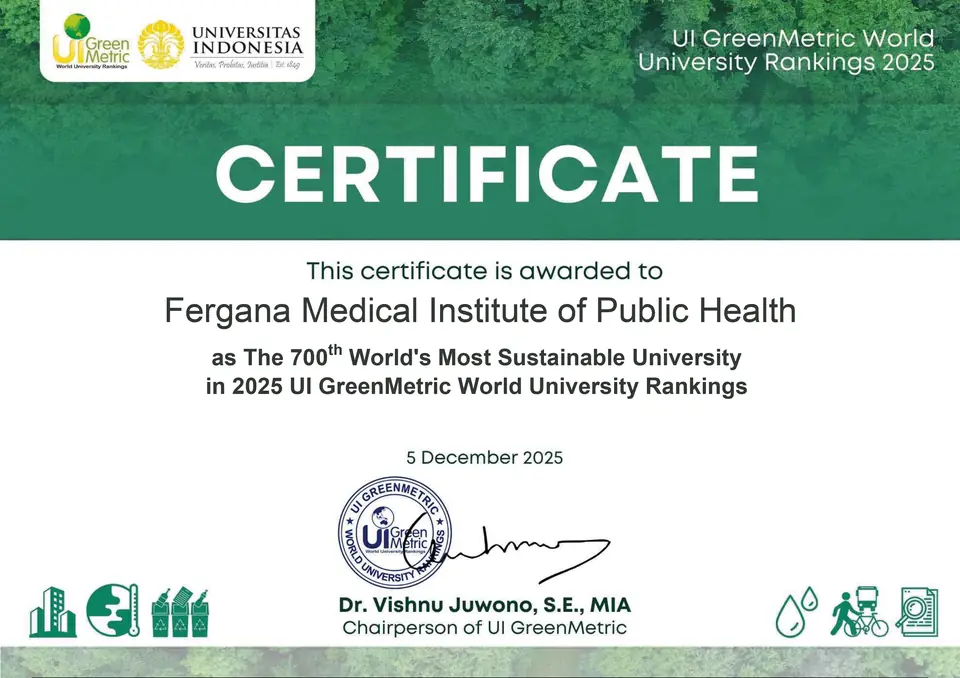 UI
Green
Metric
World University Rankings
UNIVERSITAS
INDONESIA
Veritas, Probitas, Iustitia | Est. 1849
UI GreenMetric World
University Rankings 2025
CERTIFICATE
This certificate is awarded to
Fergana Medical Institute of Public Health
as The 700th World's Most Sustainable University
in 2025 UI GreenMetric World University Rankings
5 December 2025
UI GREENMETRIC
UI
Green
Metric
World University Rankings
WORLD UNIVERSITY RANKINGS
Dr. Vishnu Juwono, S.E., MIA
Chairperson of UI GreenMetric